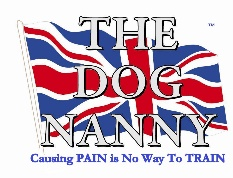 THE
DOG
NANNY
Causing PAIN is No Way To TRAIN